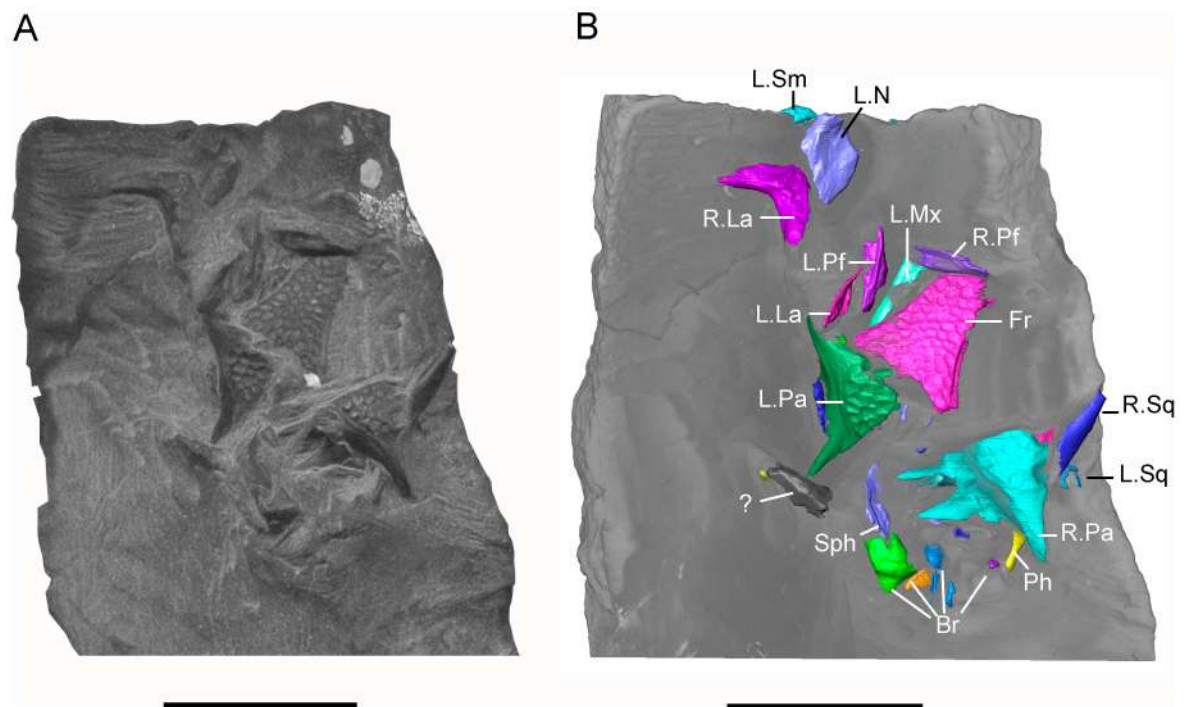 A
B
L.Sm
L.N
R.La
L.Mx
R.Pf
L.Pf
L.La
Fr
L.Pa
R.Sq
L.Sq
?
R.Pa
Sph
Ph
Br